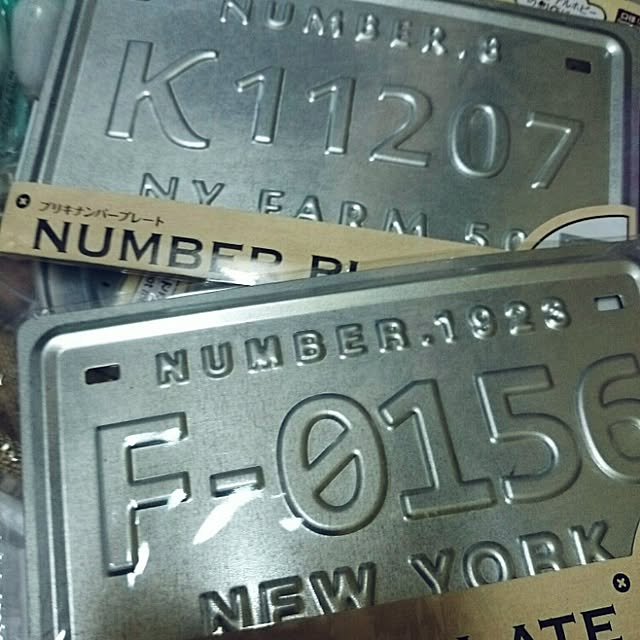 NUMBER.8
K11207
NY FARM 50
ブリキナンバープレート
NUMBER PL
NUMBER.1923
F-0156
NEW YORK
LATE